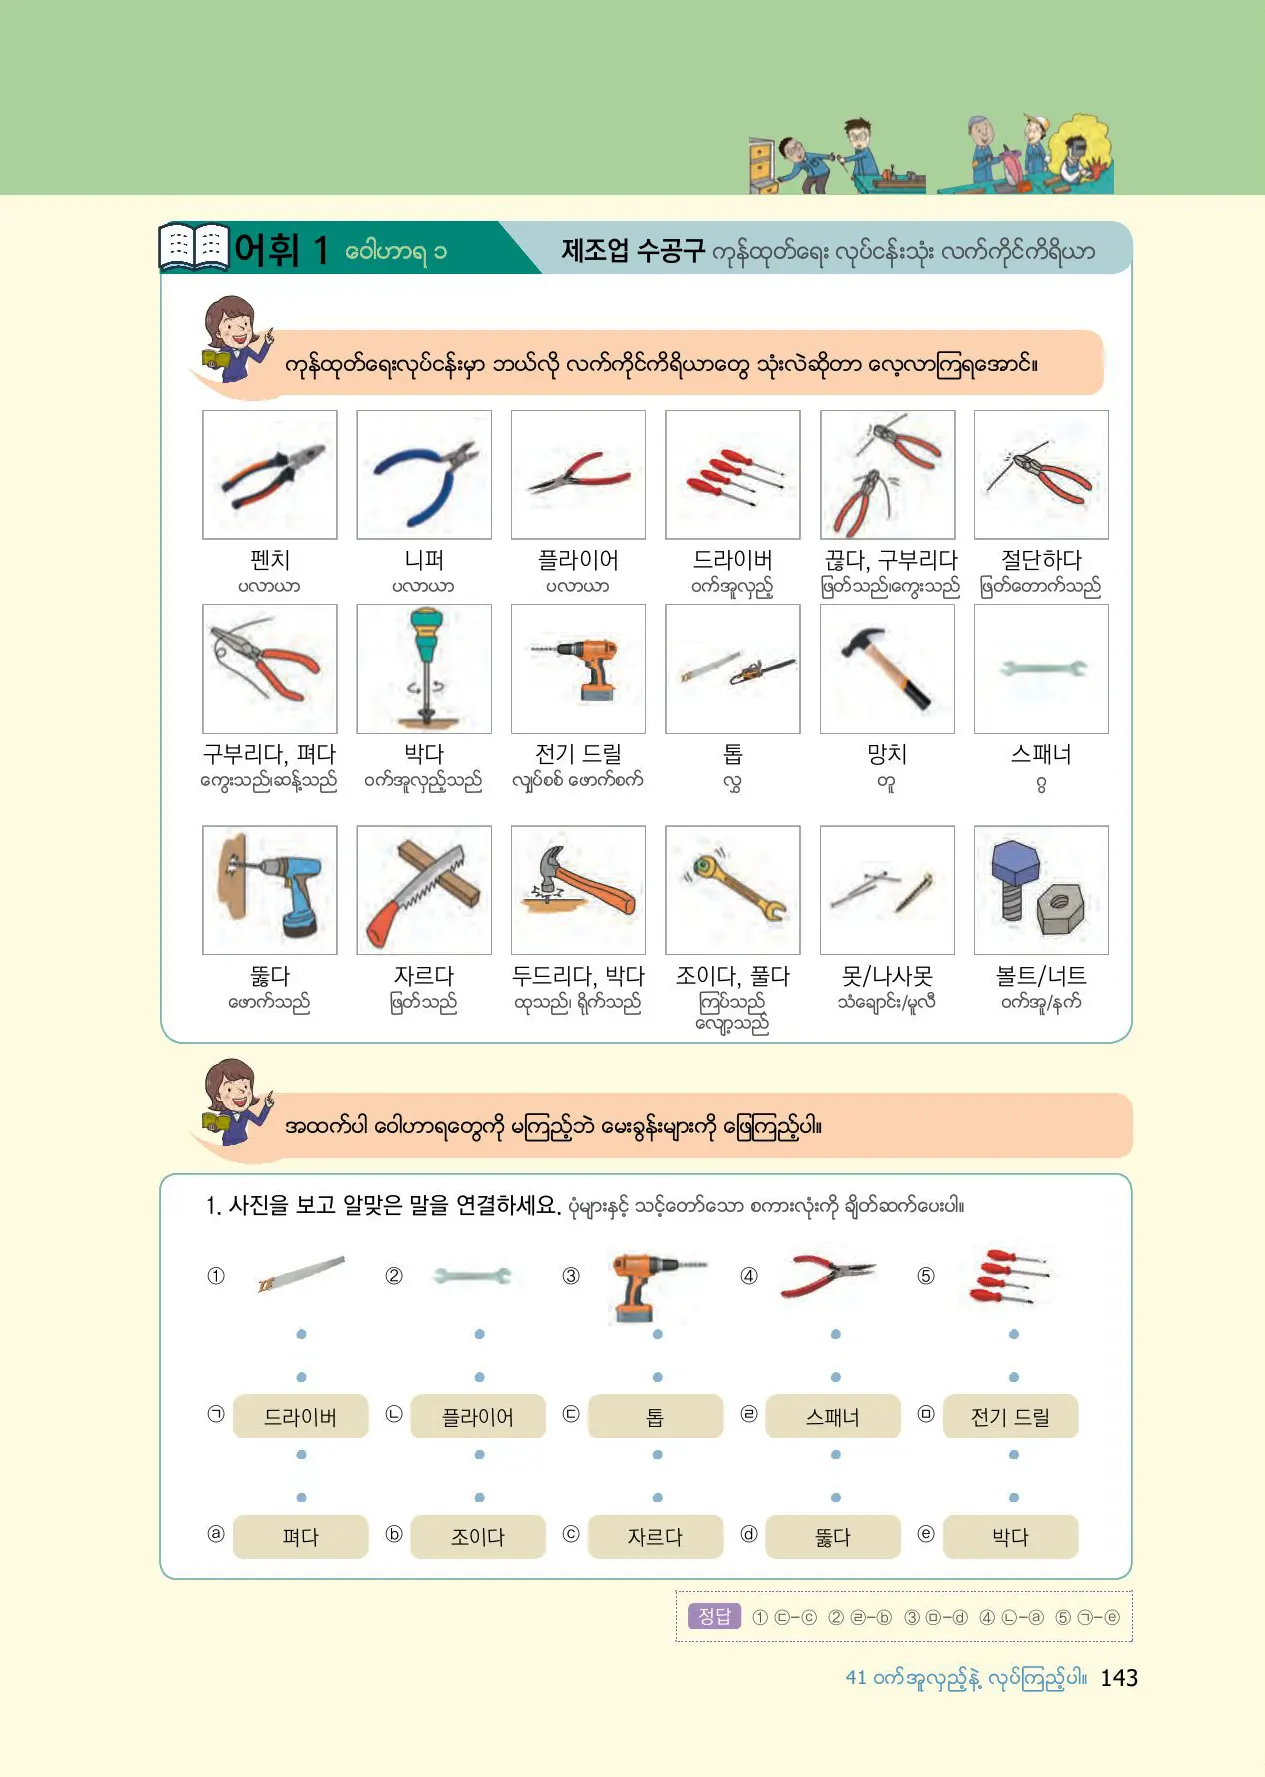 어휘 1 ဝေါဟာရ ၁ 제조업 수공구 ကုန်ထုတ်ရေး လုပ်ငန်းသုံး လက်ကိုင်ကိရိယာ
ကုန်ထုတ်ရေးလုပ်ငန်းမှာ ဘယ်လို လက်ကိုင်ကိရိယာတွေ သုံးလဲဆိုတာ လေ့လာကြရအောင်။
펜치 니퍼 플라이어 드라이버 끊다, 구부리다 절단하다
ပလာယာ ပလာယာ ပလာယာ ဝက်အူလှည့် ဖြတ်သည်၊ကွေးသည် ဖြတ်တောက်သည်
구부리다, 펴다 박다 전기 드릴 톱 망치 스패너
ကွေးသည်၊ဆန့်သည် ဝက်အူလှည့်သည် လျှပ်စစ် ဖောက်စက် လွှ တူ ဂွ
뚫다 자르다 두드리다, 박다 조이다, 풀다 못/나사못 볼트/너트
ဖောက်သည် ဖြတ်သည် ထုသည်၊ ရိုက်သည် ကြပ်သည် သံချောင်း/မူလီ ဝက်အူ/နက်
လျော့သည်
အထက်ပါ ဝေါဟာရတွေကို မကြည့်ဘဲ မေးခွန်းများကို ဖြေကြည့်ပါ။
1. 사진을 보고 알맞은 말을 연결하세요. ပုံများနှင့် သင့်တော်သော စကားလုံးကို ချိတ်ဆက်ပေးပါ။
① ② ③ ④ ⑤
㉠ 드라이버 ㉡ 플라이어 ㉢ 톱 ㉣ 스패너 ㉤ 전기 드릴
ⓐ 펴다 ⓑ 조이다 ⓒ 자르다 ⓓ 뚫다 ⓔ 박다
정답 ① ㉢-ⓒ ② ㉣-ⓑ ③ ㉤-ⓓ ④ ㉡-ⓐ ⑤ ㉠-ⓔ
41 ဝက်အူလှည့်နဲ့ လုပ်ကြည့်ပါ။ 143